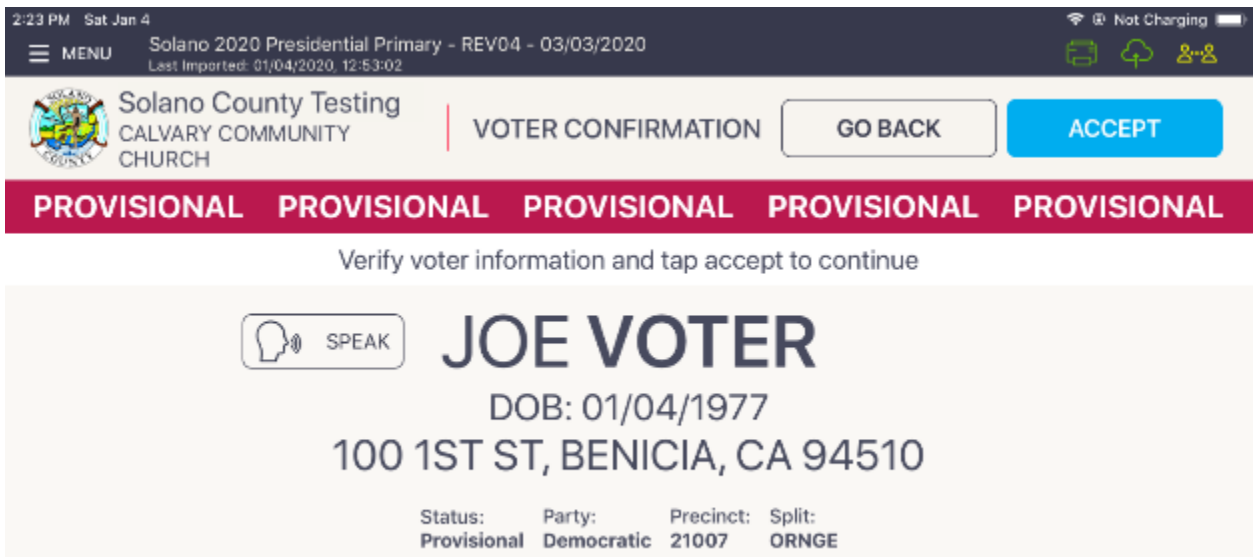 2:23 PM Sat Jan 4 Not Charging
MENU Solano 2020 Presidential Primary - REV04 - 03/03/2020
Last Imported: 01/04/2020, 12:53:02
Solano County Testing
CALVARY COMMUNITY
CHURCH
VOTER CONFIRMATION GO BACK ACCEPT
PROVISIONAL PROVISIONAL PROVISIONAL PROVISIONAL PROVISIONAL
Verify voter information and tap accept to continue
SPEAK JOE VOTER
DOB: 01/04/1977
100 1ST ST, BENICIA, CA 94510
Status: Party: Precinct: Split:
Provisional Democratic 21007 ORNGE